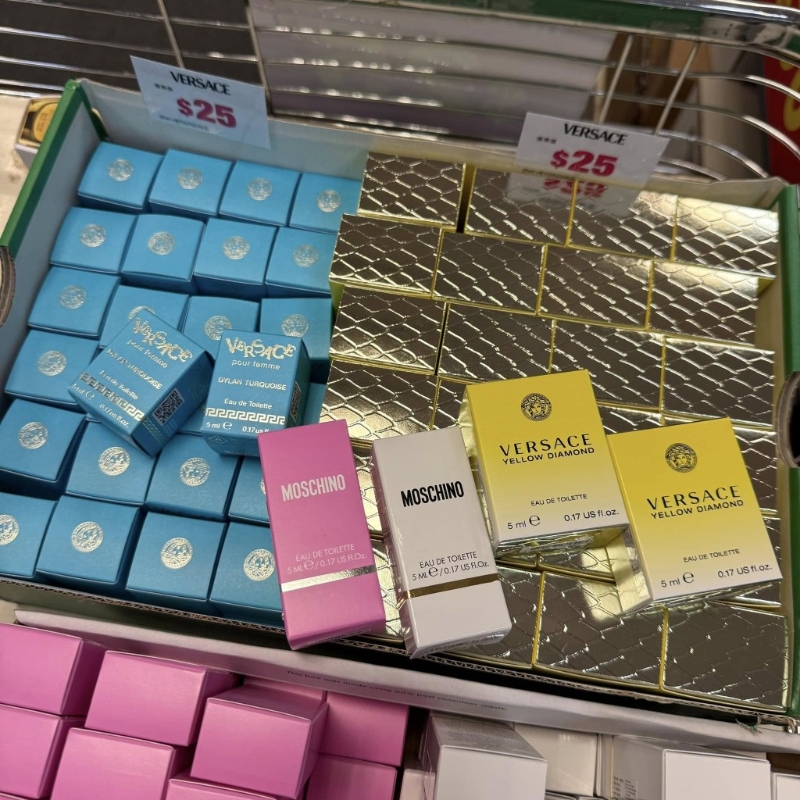 VERSACE
$25
VERSACE
$25
VERSACE
pour femme
Eau de Toilette
VERSACE
pour femme
DYLAN TURQUOISE
Eau de Toilette
5 ml e 0.17
MOSCHINO
EAU DE TOILETTE
5 ML e / 0.17 US Fl.Oz.
MOSCHINO
EAU DE TOILETTE
5 ML e / 0.17 US Fl.Oz.
VERSACE
YELLOW DIAMOND
EAU DE TOILETTE
5 ml e 0.17 US fl.oz.
VERSACE
YELLOW DIAMOND
EAU DE TOILETTE
5 ml e 0.17 US fl.oz.